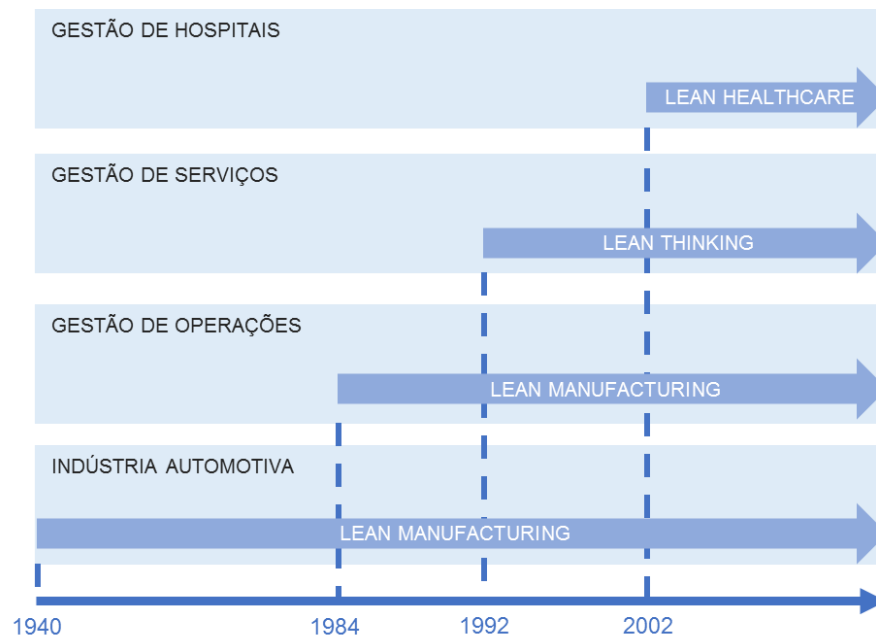 GESTÃO DE HOSPITAIS
LEAN HEALTHCARE
GESTÃO DE SERVIÇOS
LEAN THINKING
GESTÃO DE OPERAÇÕES
LEAN MANUFACTURING
INDÚSTRIA AUTOMOTIVA
LEAN MANUFACTURING
1940 1984 1992 2002